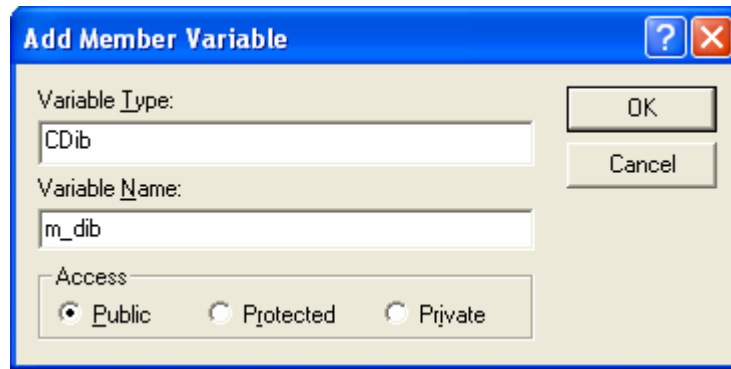 Add Member Variable
Variable Type:
CDib
OK
Cancel
Variable Name:
m_dib
Access
Public Protected Private